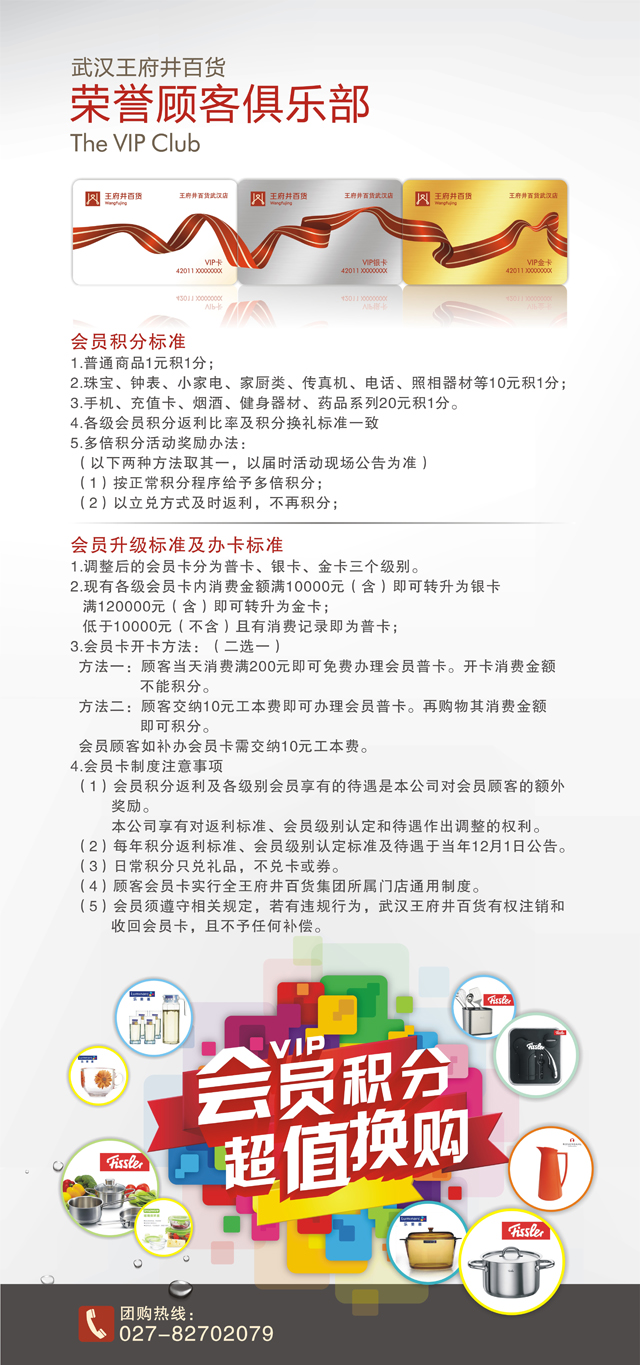 武汉王府井百货
荣誉顾客俱乐部
The VIP Club
王府井百货
Wangfujing
王府井百货武汉店
VIP卡
42011 XXXXXXXX
王府井百货
Wangfujing
王府井百货武汉店
VIP银卡
42011 XXXXXXXX
王府井百货
Wangfujing
王府井百货武汉店
VIP金卡
42011 XXXXXXXX
会员积分标准
1.普通商品1元积1分；
2.珠宝、钟表、小家电、家厨类、传真机、电话、照相器材等10元积1分；
3.手机、充值卡、烟酒、健身器材、药品系列20元积1分。
4.各级会员积分返利比率及积分换礼标准一致
5.多倍积分活动奖励办法：
（以下两种方法取其一，以届时活动现场公告为准）
（1）按正常积分程序给予多倍积分；
（2）以立兑方式及时返利，不再积分；
会员升级标准及办卡标准
1.调整后的会员卡分为普卡、银卡、金卡三个级别。
2.现有各级会员卡内消费金额满10000元（含）即可转升为银卡
满120000元（含）即可转升为金卡；
低于10000元（不含）且有消费记录即为普卡；
3.会员卡开卡方法：（二选一）
方法一：顾客当天消费满200元即可免费办理会员普卡。开卡消费金额
不能积分。
方法二：顾客交纳10元工本费即可办理会员普卡。再购物其消费金额
即可积分。
会员顾客如补办会员卡需交纳10元工本费。
4.会员卡制度注意事项
（1）会员积分返利及各级别会员享有的待遇是本公司对会员顾客的额外
奖励。
本公司享有对返利标准、会员级别认定和待遇作出调整的权利。
（2）每年积分返利标准、会员级别认定标准及待遇于当年12月1日公告。
（3）日常积分只兑礼品，不兑卡或券。
（4）顾客会员卡实行全王府井百货集团所属门店通用制度。
（5）会员须遵守相关规定，若有违规行为，武汉王府井百货有权注销和
收回会员卡，且不予任何补偿。
VIP
会员积分
超值换购
Fissler
Fissler
Fissler
Fissler
团购热线：
027-82702079